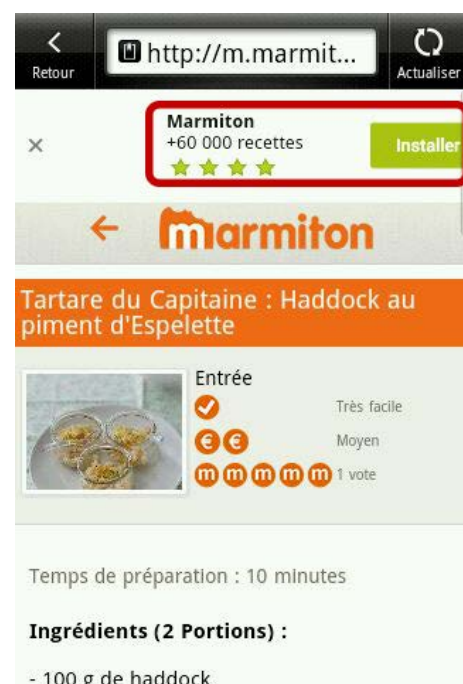 Retour
http://m.marmit...
Actualiser
Marmiton
+60 000 recettes
Installer
marmiton
Tartare du Capitaine : Haddock au
piment d'Espelette
Entrée
Très facile
€ € Moyen
m m m m m 1 vote
Temps de préparation : 10 minutes
Ingrédients (2 Portions) :
- 100 g de haddock